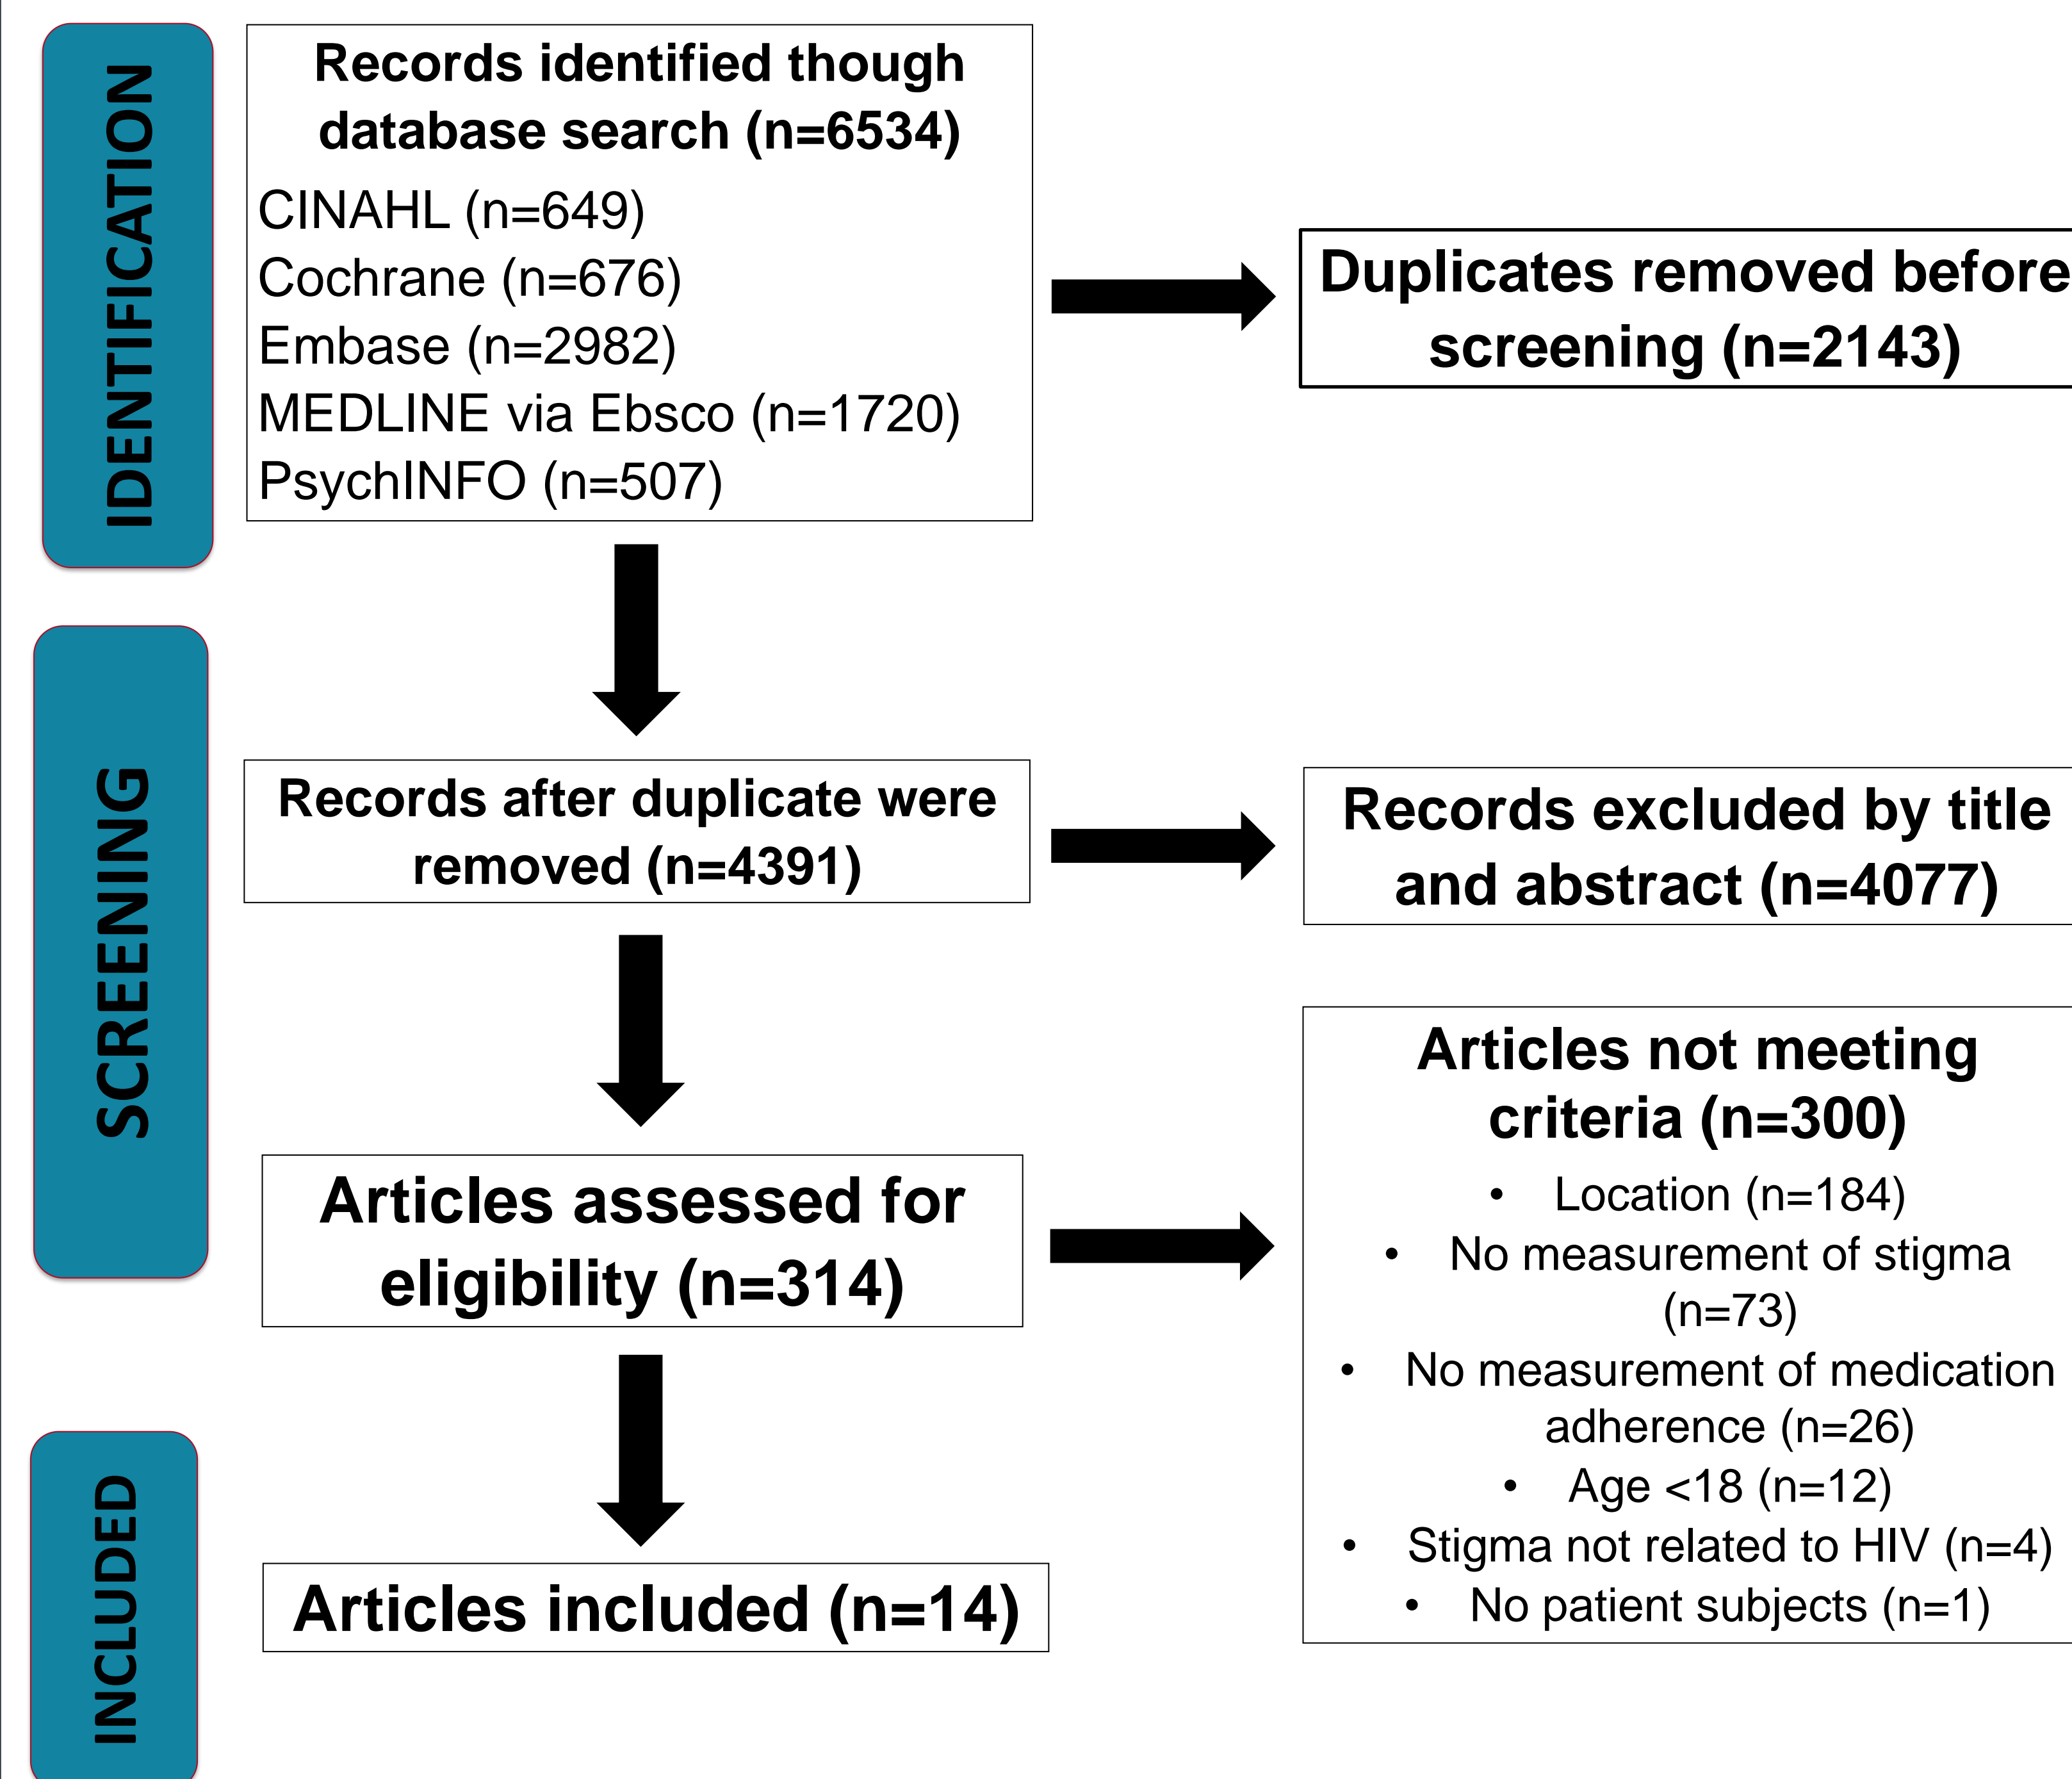 IDENTIFICATION
Records identified though
database search (n=6534)
CINAHL (n=649)
Cochrane (n=676)
Embase (n=2982)
MEDLINE via Ebsco (n=1720)
PsychINFO (n=507)
Duplicates removed before
screening (n=2143)
SCREENING
Records after duplicate were
removed (n=4391)
Records excluded by title
and abstract (n=4077)
Articles assessed for
eligibility (n=314)
Articles not meeting
criteria (n=300)
• Location (n=184)
• No measurement of stigma
(n=73)
• No measurement of medication
adherence (n=26)
• Age <18 (n=12)
• Stigma not related to HIV (n=4)
• No patient subjects (n=1)
INCLUDED
Articles included (n=14)